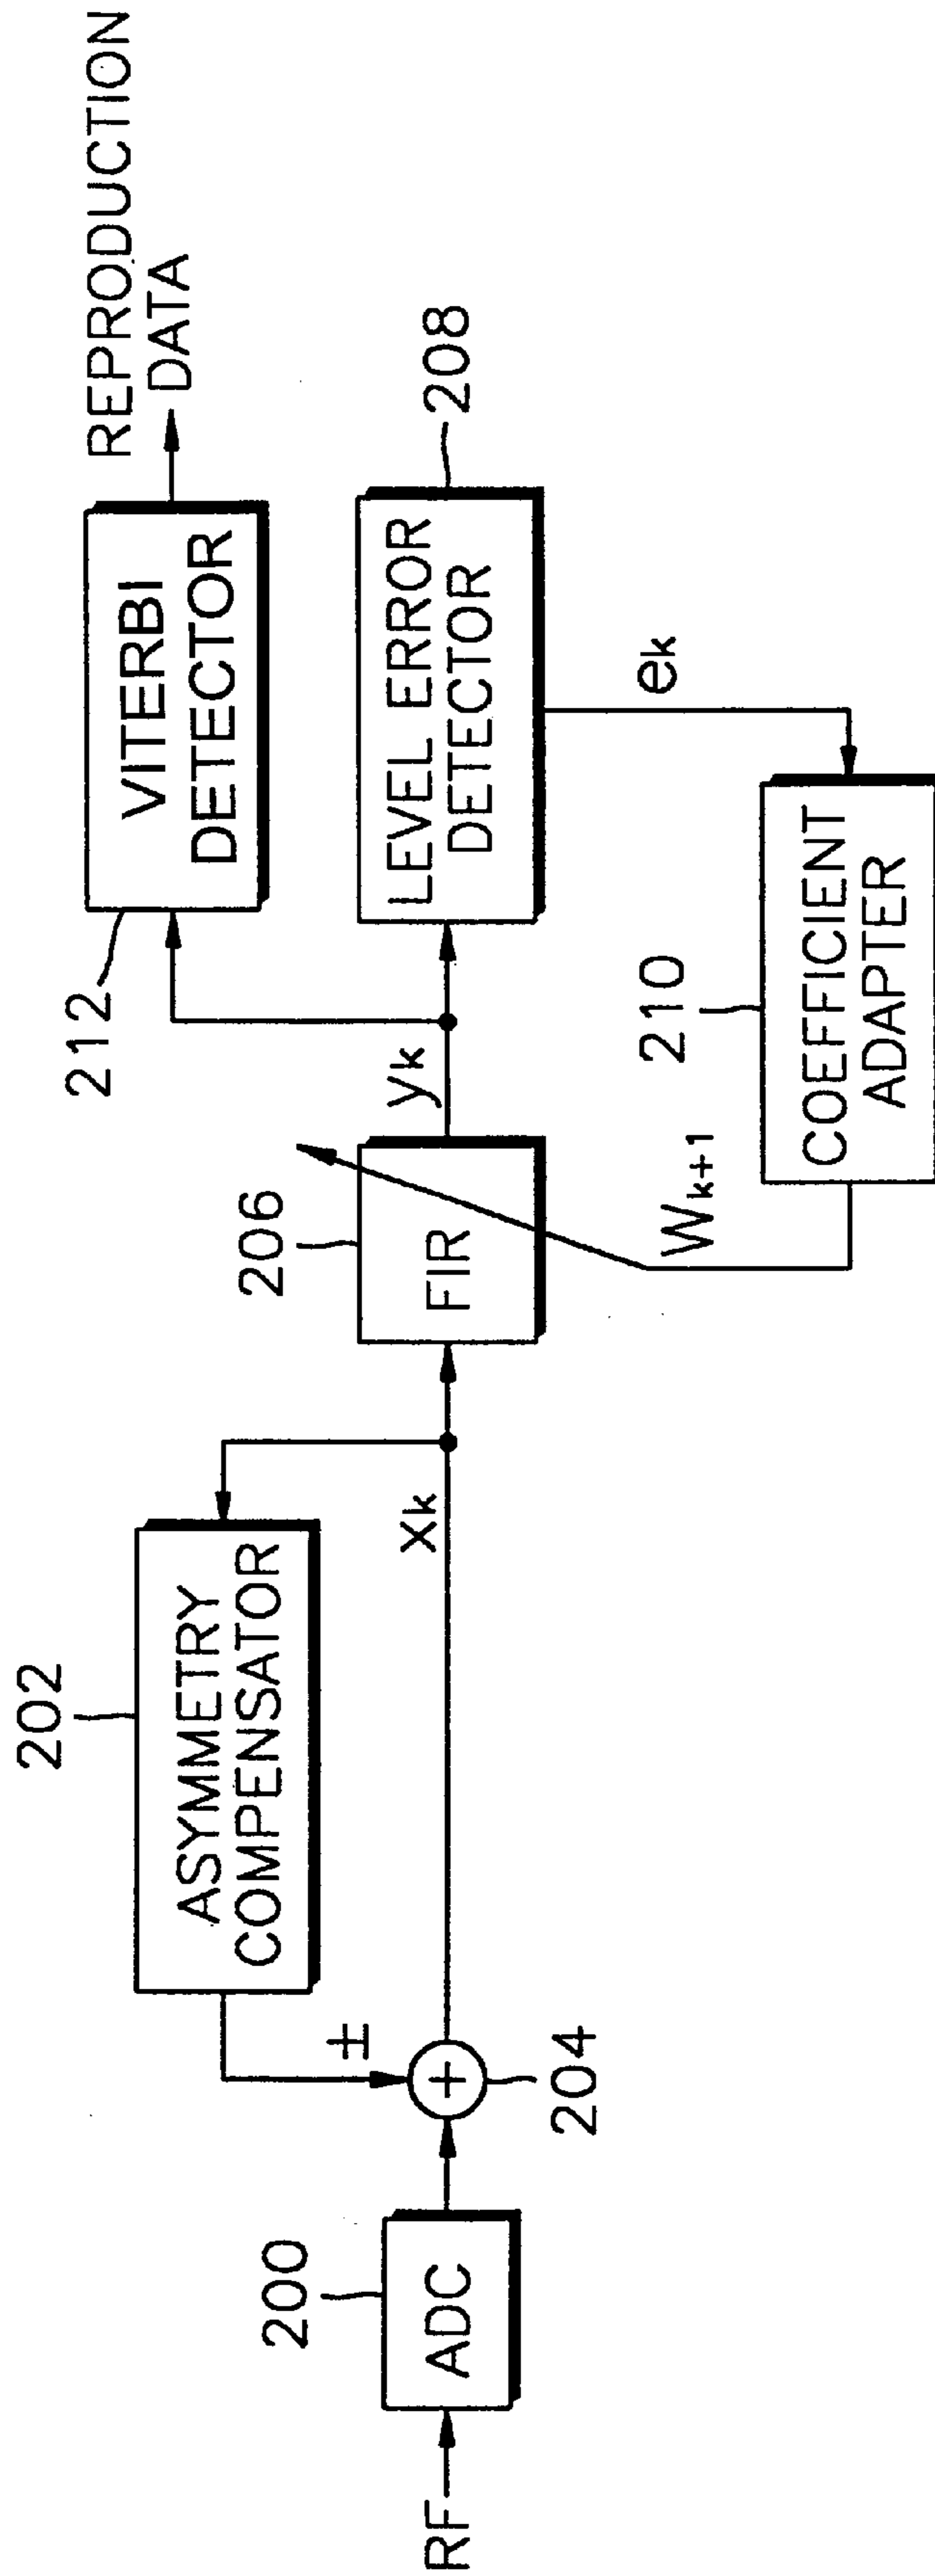 RF
200
ADC
204
+
±
202
ASYMMETRY
COMPENSATOR
xk
206
FIR
yk
Wk+1
212
VITERBI
DETECTOR
REPRODUCTION
DATA
LEVEL ERROR
DETECTOR
208
ek
210
COEFFICIENT
ADAPTER